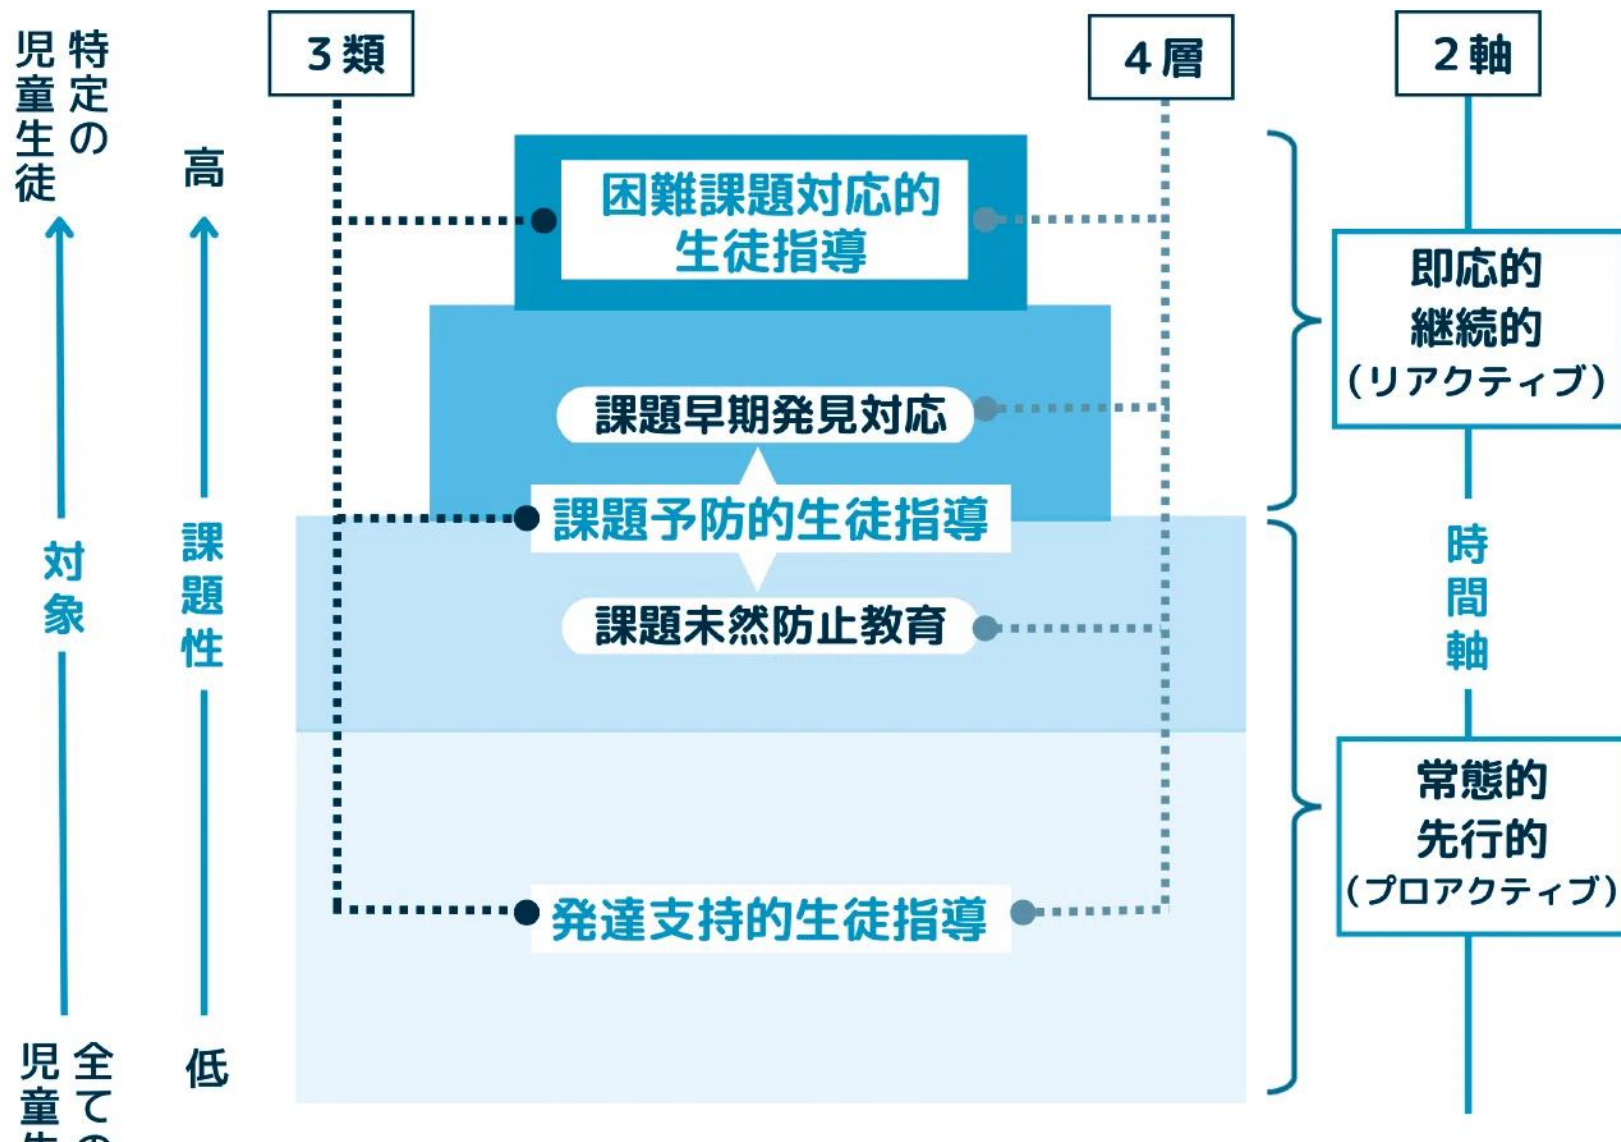 特定の
児童生徒
高
3類
4層
2軸
困難課題対応的
生徒指導
即応的
継続的
(リアクティブ)
課題早期発見対応
課題予防的生徒指導
対象
課題性
時間軸
課題未然防止教育
常態的
先行的
(プロアクティブ)
発達支持的生徒指導
低
全ての
児童生